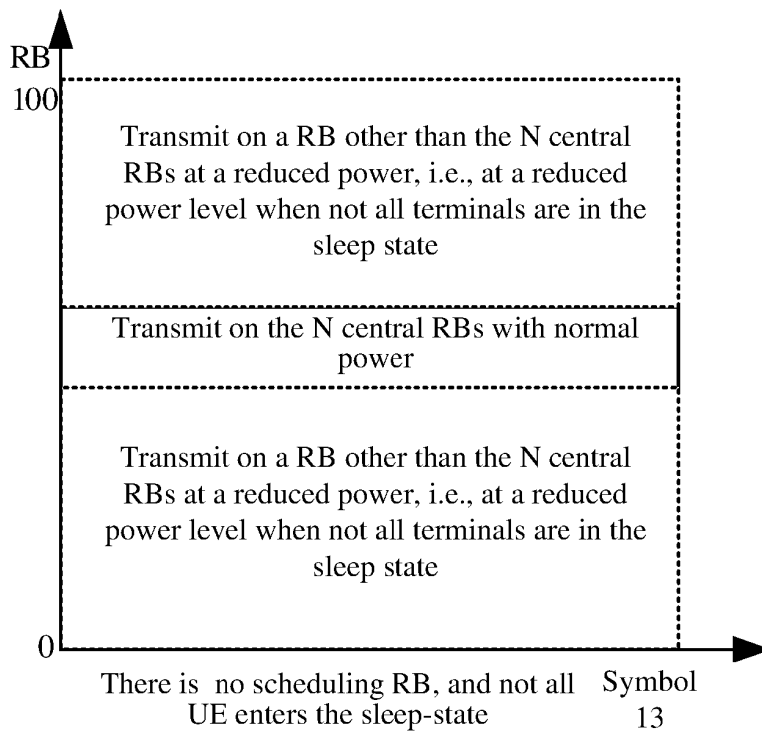 RB
100
Transmit on a RB other than the N central
RBs at a reduced power, i.e., at a reduced
power level when not all terminals are in the
sleep state
Transmit on the N central RBs with normal
power
Transmit on a RB other than the N central
RBs at a reduced power, i.e., at a reduced
power level when not all terminals are in the
sleep state
0
There is no scheduling RB, and not all
UE enters the sleep-state
Symbol
13